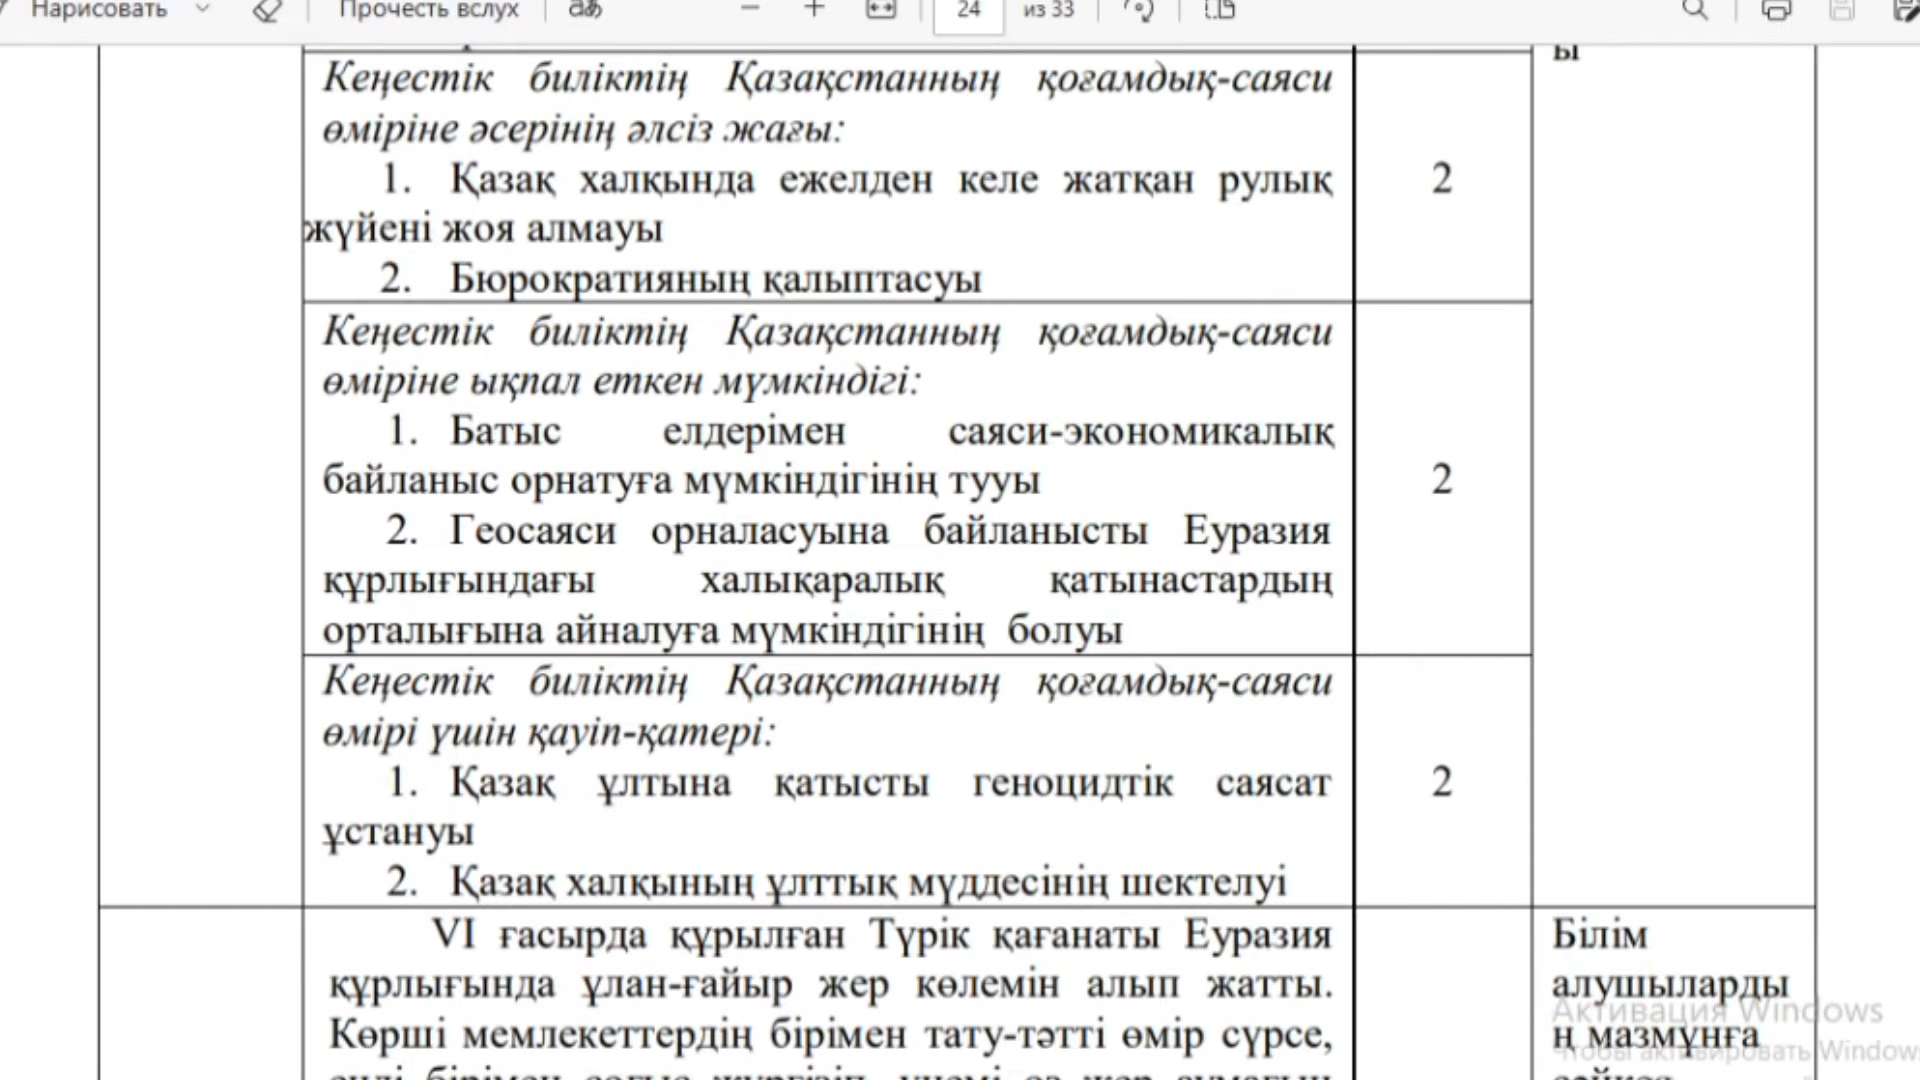 Нарисовать
Прочесть вслух
аあ
24
из 33
ы
Кеңестік биліктің Қазақстанның қоғамдық-саяси
өміріне әсерінің әлсіз жағы:
1. Қазақ халқында ежелден келе жатқан рулық
жүйені жоя алмауы
2. Бюрократияның қалыптасуы
2
Кеңестік биліктің Қазақстанның қоғамдық-саяси
өміріне ықпал еткен мүмкіндігі:
1. Батыс елдерімен саяси-экономикалық
байланыс орнатуға мүмкіндігінің тууы
2. Геосаяси орналасуына байланысты Еуразия
құрлығындағы халықаралық қатынастардың
орталығына айналуға мүмкіндігінің болуы
2
Кеңестік биліктің Қазақстанның қоғамдық-саяси
өмірі үшін қауіп-қатері:
1. Қазақ ұлтына қатысты геноцидтік саясат
ұстануы
2. Қазақ халқының ұлттық мүддесінің шектелуі
2
VI ғасырда құрылған Түрік қағанаты Еуразия
құрлығында ұлан-ғайыр жер көлемін алып жатты.
Көрші мемлекеттердің бірімен тату-тәтті өмір сүрсе,
Білім
алушыларды
ң мазмұнға
Активация Windows
Чтобы активировать Windows